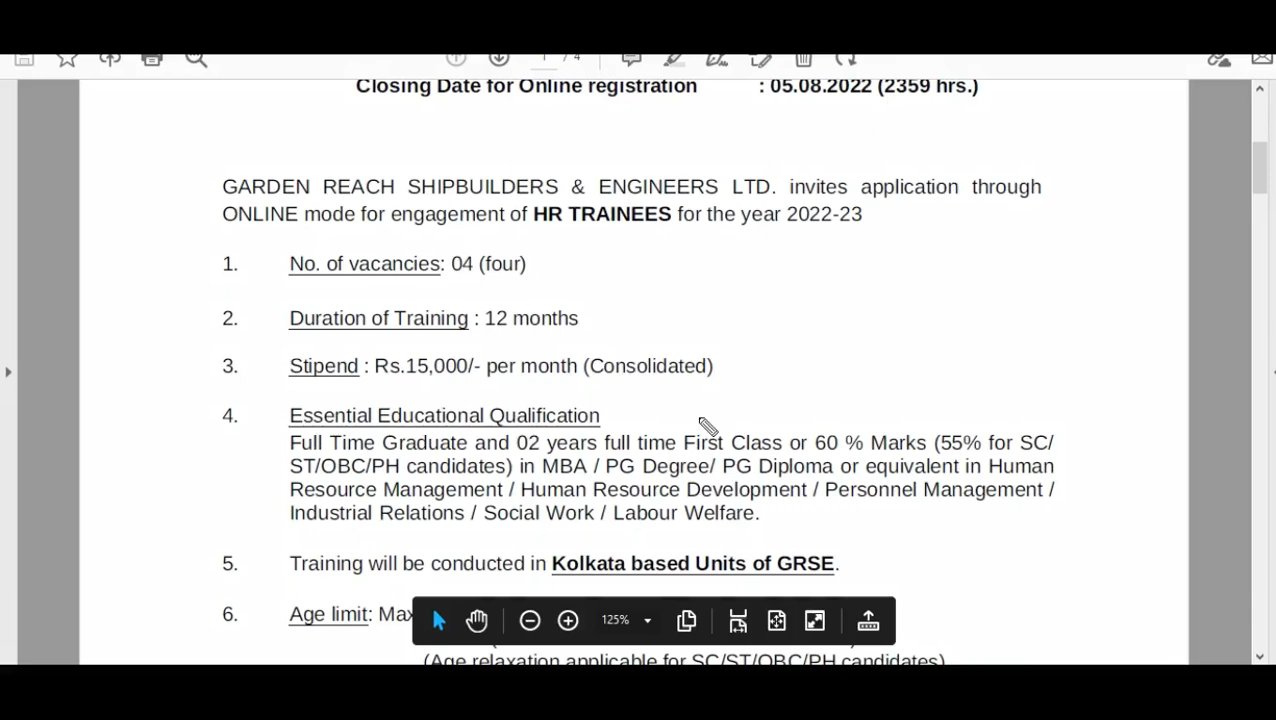 1 / 4
Closing Date for Online registration : 05.08.2022 (2359 hrs.)
GARDEN REACH SHIPBUILDERS & ENGINEERS LTD. invites application through
ONLINE mode for engagement of HR TRAINEES for the year 2022-23
1. No. of vacancies: 04 (four)
2. Duration of Training : 12 months
3. Stipend : Rs.15,000/- per month (Consolidated)
4. Essential Educational Qualification
Full Time Graduate and 02 years full time First Class or 60 % Marks (55% for SC/
ST/OBC/PH candidates) in MBA / PG Degree/ PG Diploma or equivalent in Human
Resource Management / Human Resource Development / Personnel Management /
Industrial Relations / Social Work / Labour Welfare.
5. Training will be conducted in Kolkata based Units of GRSE.
6. Age limit: Max
125%
(Age relaxation applicable for SC/ST/OBC/PH candidates)